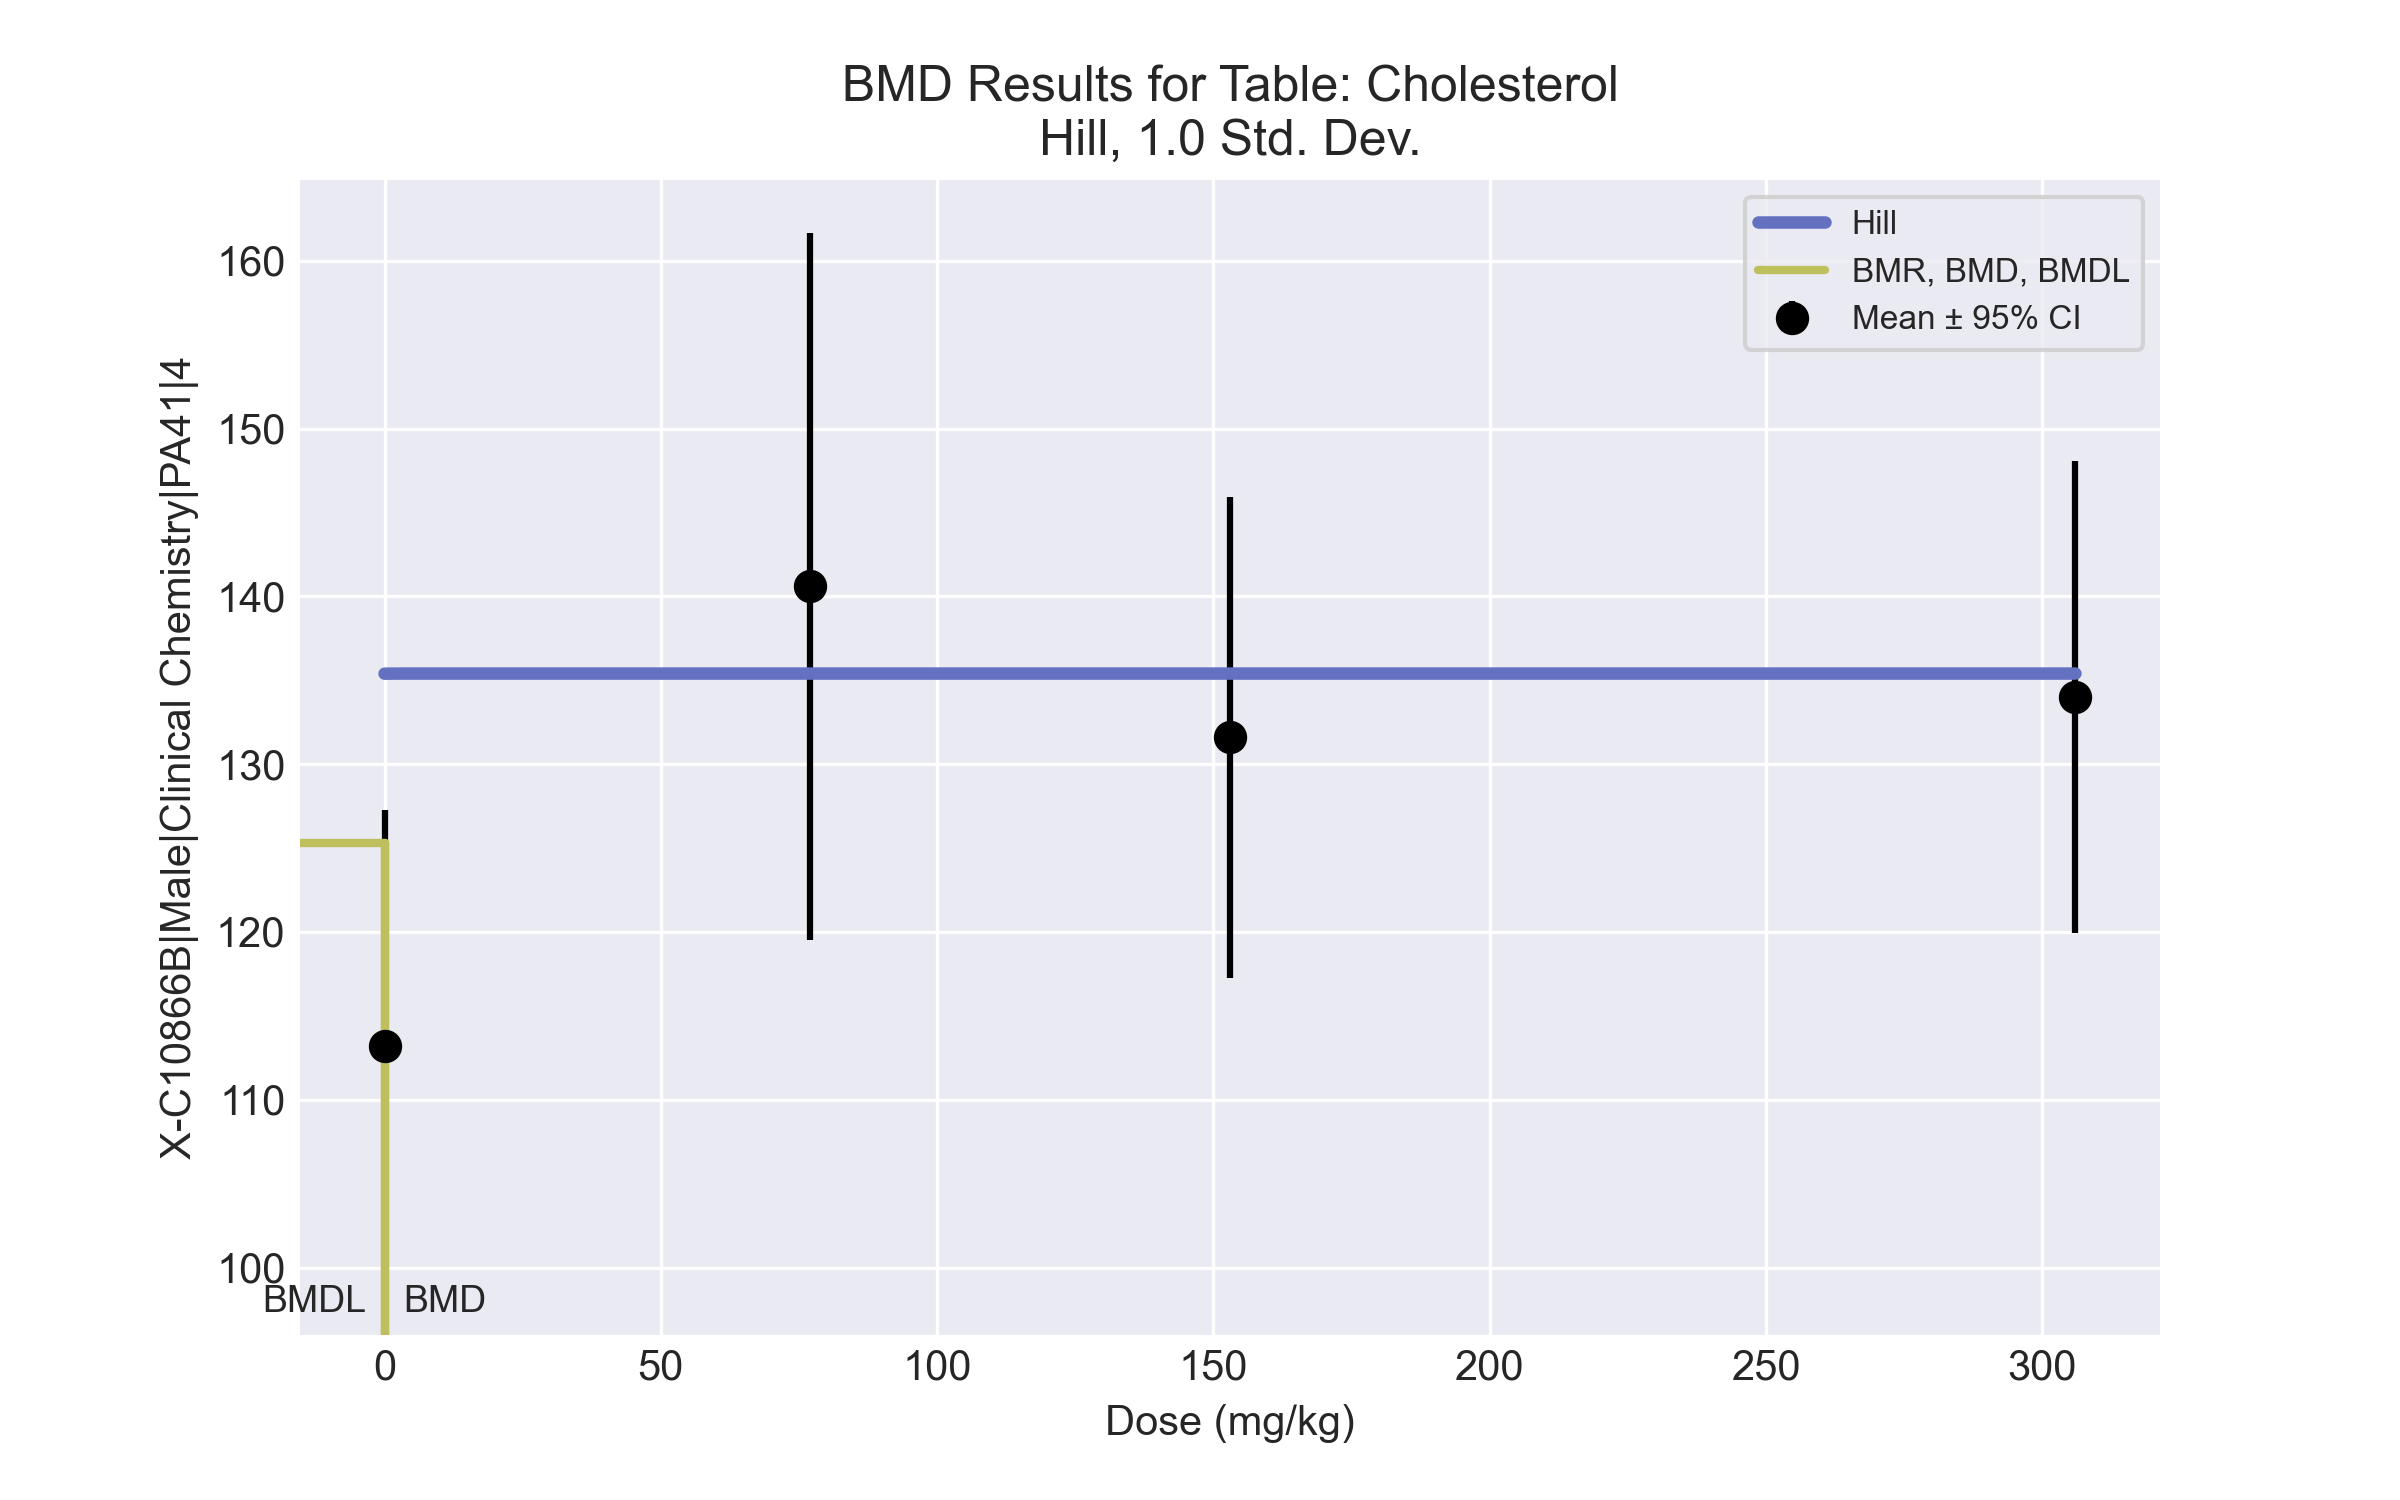 BMD Results for Table: Cholesterol
Hill, 1.0 Std. Dev.
Hill
BMR, BMD, BMDL
Mean ± 95% CI
X-C10866B|Male|Clinical Chemistry|PA41|4
160
150
140
130
120
110
100
BMDL
BMD
0
50
100
150
200
250
300
Dose (mg/kg)